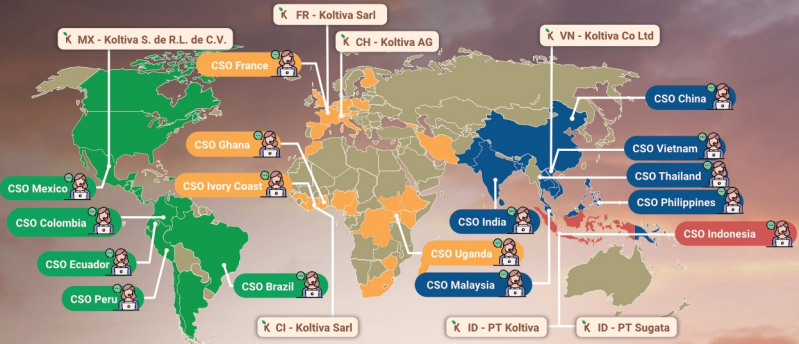 FR - Koltiva Sarl
MX - Koltiva S. de R.L. de C.V.
CH - Koltiva AG
VN - Koltiva Co Ltd
CSO France
CSO China
CSO Ghana
CSO Vietnam
CSO Thailand
CSO Mexico
CSO Ivory Coast
CSO Philippines
CSO Colombia
CSO India
CSO Indonesia
CSO Uganda
CSO Ecuador
CSO Brazil
CSO Malaysia
CSO Peru
CI - Koltiva Sarl
ID - PT Koltiva
ID - PT Sugata